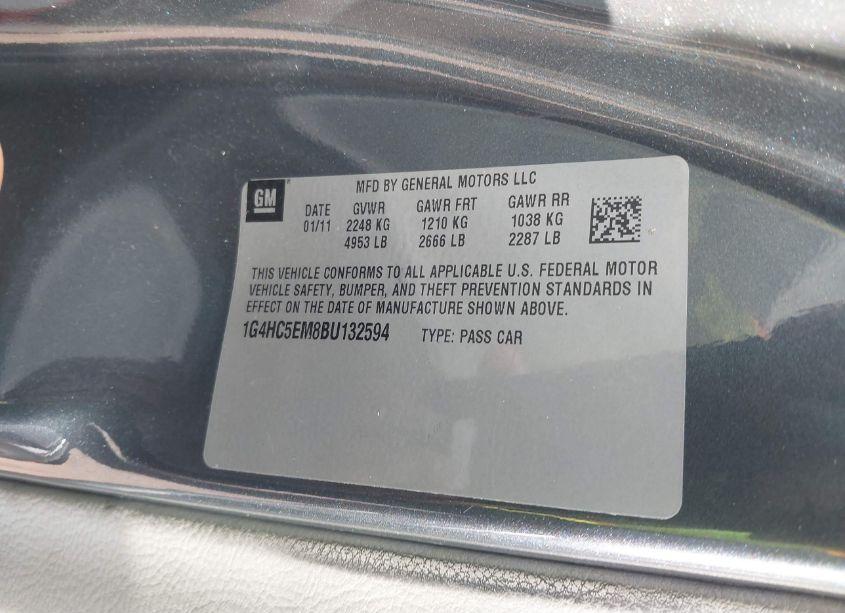 GM
MFD BY GENERAL MOTORS LLC
DATE GVWR GAWR FRT GAWR RR
01/11 2248 KG 1210 KG 1038 KG
4953 LB 2666 LB 2287 LB
THIS VEHICLE CONFORMS TO ALL APPLICABLE U.S. FEDERAL MOTOR
VEHICLE SAFETY, BUMPER, AND THEFT PREVENTION STANDARDS IN
EFFECT ON THE DATE OF MANUFACTURE SHOWN ABOVE.
1G4HC5EM8BU132594 TYPE: PASS CAR